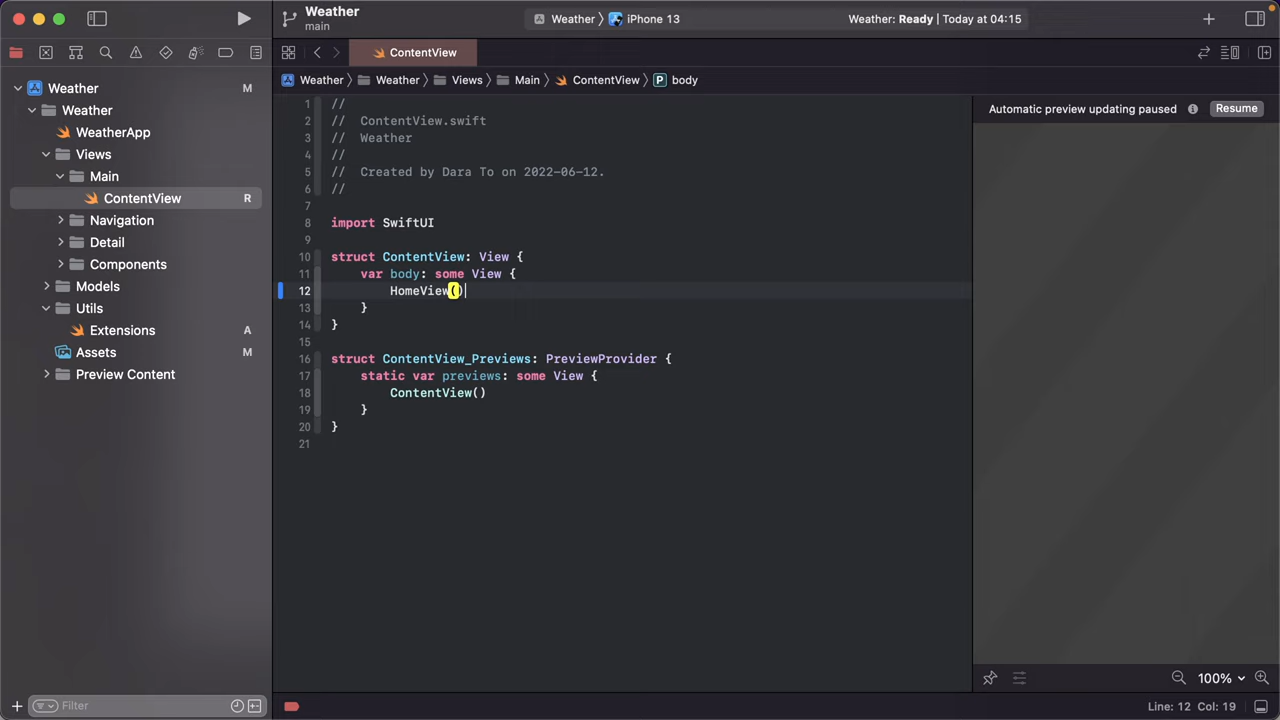 Weather
main
Weather
iPhone 13
Weather: Ready | Today at 04:15
ContentView
Weather Weather Views Main ContentView P body
Weather M
Weather
WeatherApp
Views
Main
ContentView R
Navigation
Detail
Components
Models
Utils
Extensions A
Assets M
Preview Content
1 //
2 // ContentView.swift
3 // Weather
4 //
5 // Created by Dara To on 2022-06-12.
6 //
7
8 import SwiftUI
9
10 struct ContentView: View {
11 var body: some View {
12 HomeView()
13 }
14 }
15
16 struct ContentView_Previews: PreviewProvider {
17 static var previews: some View {
18 ContentView()
19 }
20 }
21
Automatic preview updating paused Resume
100%
Filter
Line: 12 Col: 19